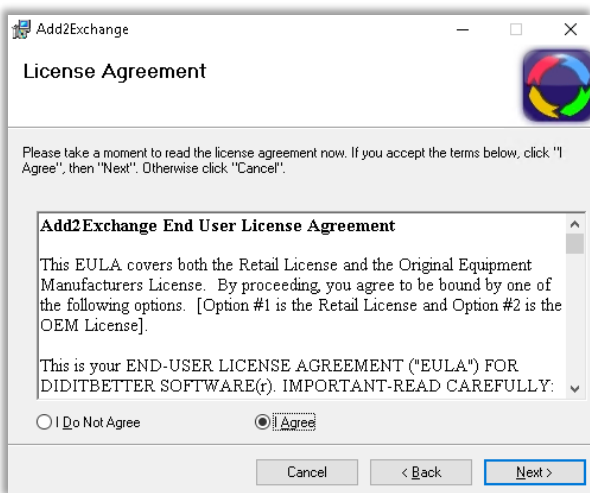 Add2Exchange
License Agreement
Please take a moment to read the license agreement now. If you accept the terms below, click "I
Agree", then "Next". Otherwise click "Cancel".
Add2Exchange End User License Agreement
This EULA covers both the Retail License and the Original Equipment
Manufacturers License.  By proceeding, you agree to be bound by one of
the following options.  [Option #1 is the Retail License and Option #2 is the
OEM License].
This is your END-USER LICENSE AGREEMENT ("EULA") FOR
DIDITBETTER SOFTWARE(r). IMPORTANT-READ CAREFULLY:
I Do Not Agree
I Agree
Cancel
< Back
Next >